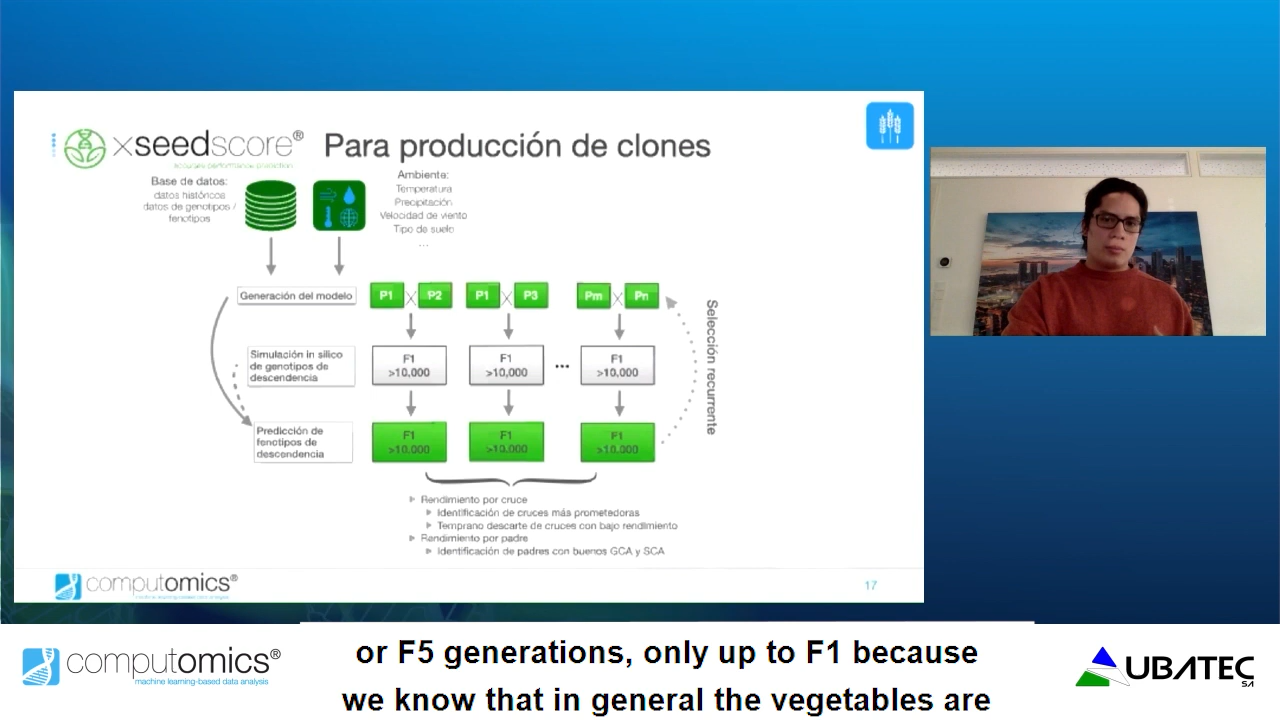 xseedscore®
Para producción de clones
Base de datos:
datos históricos
datos de genotipos /
fenotipos
Ambiente:
Temperatura
Precipitación
Velocidad de viento
Tipo de suelo
...
Generación del modelo
P1 P2 P1 P3 Pm Pn
Simulación in silico
de genotipos de
descendencia
F1
>10,000
F1
>10,000
...
F1
>10,000
Predicción de
fenotipos de
descendencia
F1
>10,000
F1
>10,000
F1
>10,000
Selección recurrente
Rendimiento por cruce
Identificación de cruces más prometedoras
Temprano descarte de cruces con bajo rendimiento
Rendimiento por padre
Identificación de padres con buenos GCA y SCA
computomics®
17
computomics®
machine learning-based data analysis
or F5 generations, only up to F1 because
we know that in general the vegetables are
UBATEC
SA